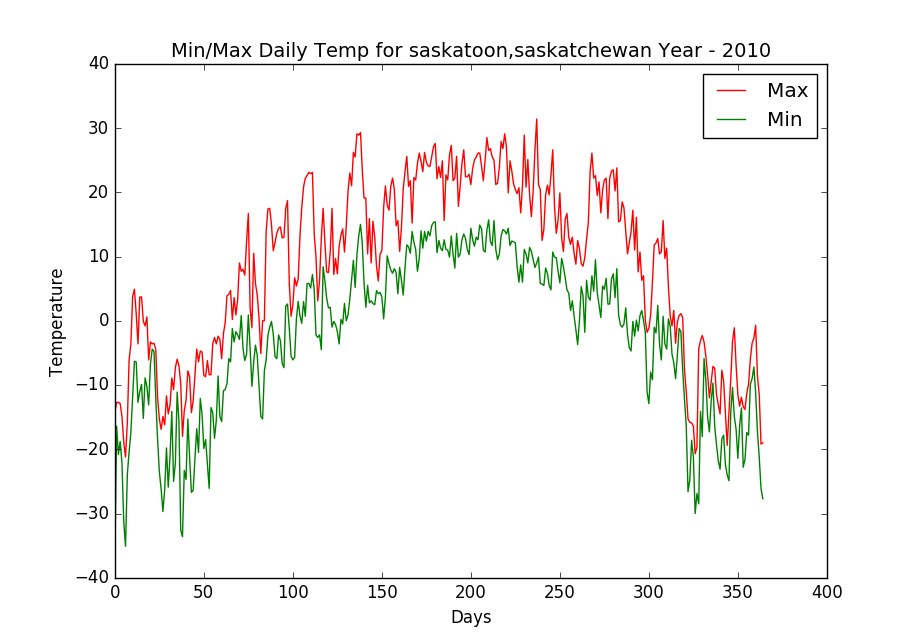 Min/Max Daily Temp for saskatoon,saskatchewan Year - 2010
Max
Min
Temperature
40
30
20
10
0
−10
−20
−30
−40
0 50 100 150 200 250 300 350 400
Days